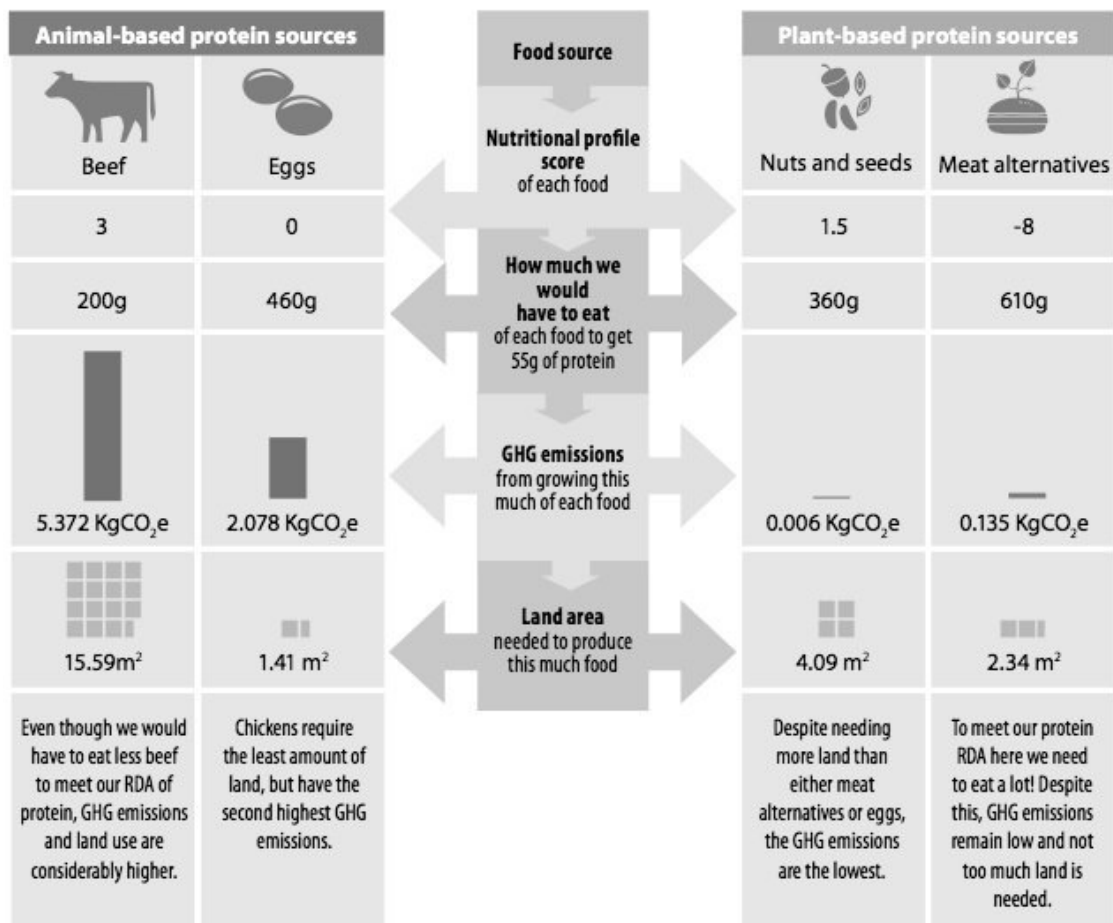 Animal-based protein sources
Beef
Eggs
3
0
200g
460g
5.372 KgCO₂e
2.078 KgCO₂e
15.59m²
1.41 m²
Even though we would
have to eat less beef
to meet our RDA of
protein, GHG emissions
and land use are
considerably higher.
Chickens require
the least amount of
land, but have the
second highest GHG
emissions.
Food source
Nutritional profile
score
of each food
How much we
would
have to eat
of each food to get
55g of protein
GHG emissions
from growing this
much of each food
Land area
needed to produce
this much food
Plant-based protein sources
Nuts and seeds
Meat alternatives
1.5
-8
360g
610g
0.006 KgCO₂e
0.135 KgCO₂e
4.09 m²
2.34 m²
Despite needing
more land than
either meat
alternatives or eggs,
the GHG emissions
are the lowest.
To meet our protein
RDA here we need
to eat a lot! Despite
this, GHG emissions
remain low and not
too much land is
needed.